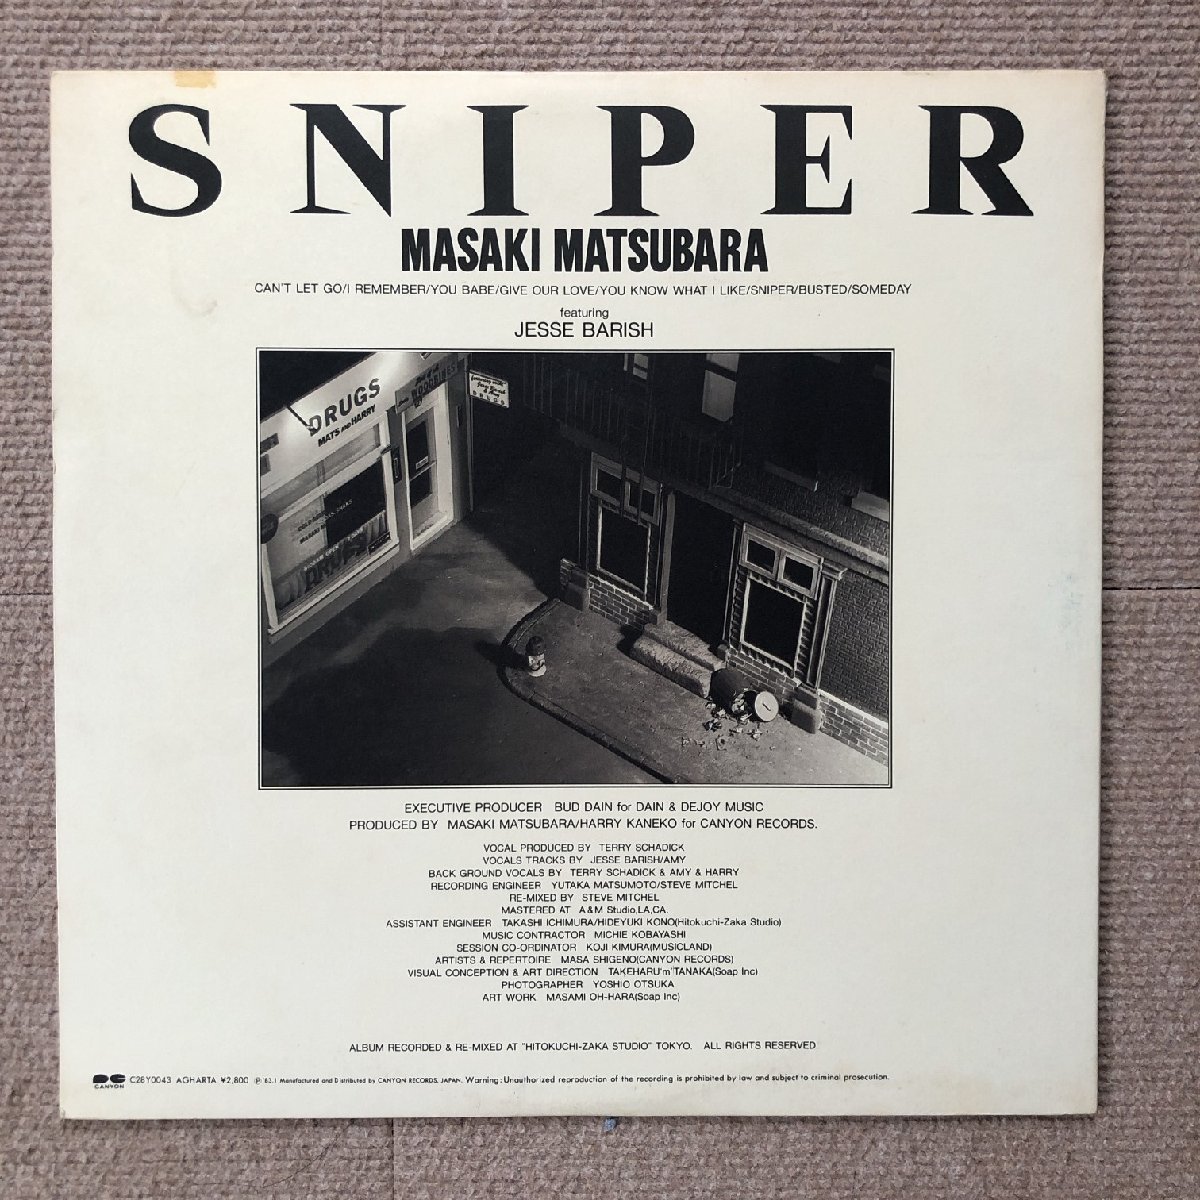 SNIPER
MASAKI MATSUBARA
CAN'T LET GO/I REMEMBER/YOU BABE/GIVE OUR LOVE/YOU KNOW WHAT I LIKE/SNIPER/BUSTED/SOMEDAY
featuring
JESSE BARISH
DRUGS
MATS AND HARRY
DRUGS
EXECUTIVE PRODUCER BUD DAIN for DAIN & DEJOY MUSIC
PRODUCED BY MASAKI MATSUBARA/HARRY KANEKO for CANYON RECORDS.
VOCAL PRODUCED BY TERRY SCHADICK
VOCALS TRACKS BY JESSE BARISH/AMY
BACK GROUND VOCALS BY TERRY SCHADICK & AMY & HARRY
RECORDING ENGINEER YUTAKA MATSUMOTO/STEVE MITCHEL
RE-MIXED BY STEVE MITCHEL
MASTERED AT A&M Studio,LA,CA.
ASSISTANT ENGINEER TAKASHI ICHIMURA/HIDEYUKI KONO(Hitokuchi-Zaka Studio)
MUSIC CONTRACTOR MICHIE KOBAYASHI
SESSION CO-ORDINATOR KOJI KIMURA(MUSICLAND)
ARTISTS & REPERTOIRE MASA SHIGENO(CANYON RECORDS)
VISUAL CONCEPTION & ART DIRECTION TAKEHARU"m"TANAKA(Soap Inc)
PHOTOGRAPHER YOSHIO OTSUKA
ART WORK MASAMI OH-HARA(Soap Inc)
ALBUM RECORDED & RE-MIXED AT "HITOKUCHI-ZAKA STUDIO" TOKYO. ALL RIGHTS RESERVED
CANYON C28Y0043 AGHARTA ¥2,800 Ⓟ '83.1 Manufactured and Distributed by CANYON RECORDS, JAPAN. Warning: Unauthorized reproduction of the recording is prohibited by law and subject to criminal prosecution.